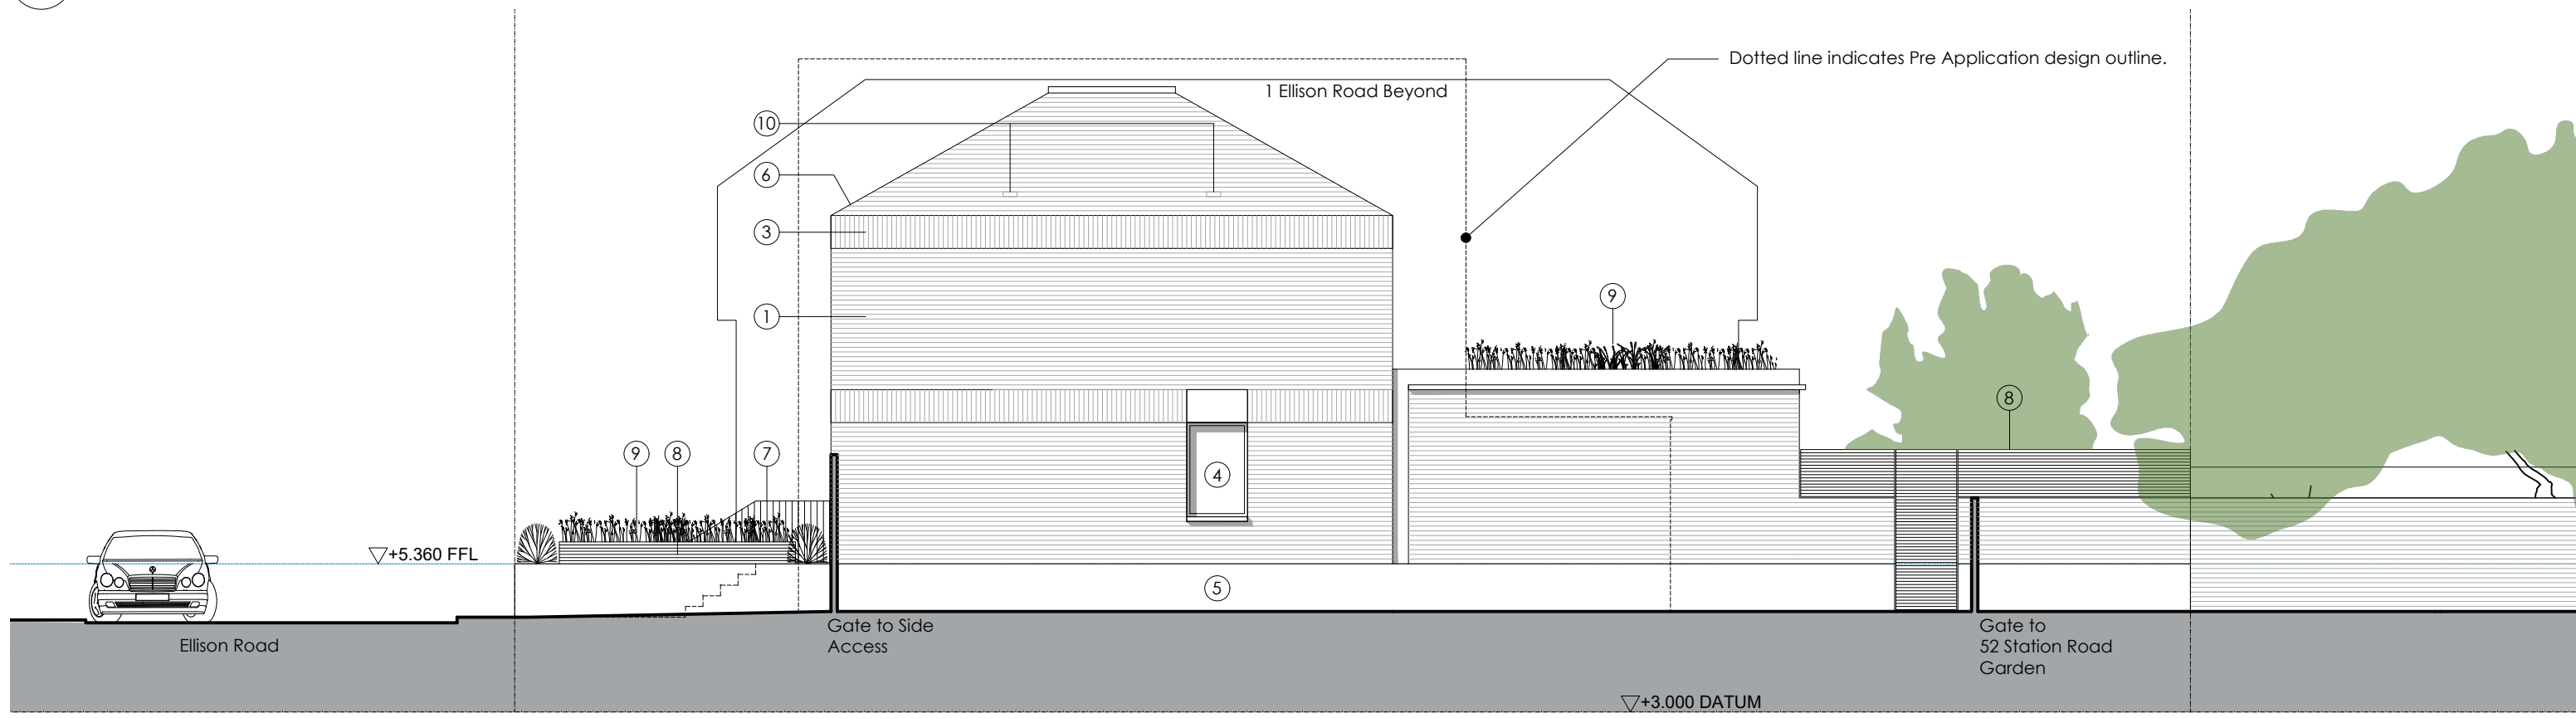 Dotted line indicates Pre Application design outline.
1 Ellison Road Beyond
10
6
3
1
9
8
9
8
7
4
+5.360 FFL
5
Ellison Road
Gate to Side
Access
Gate to
52 Station Road
Garden
+3.000 DATUM